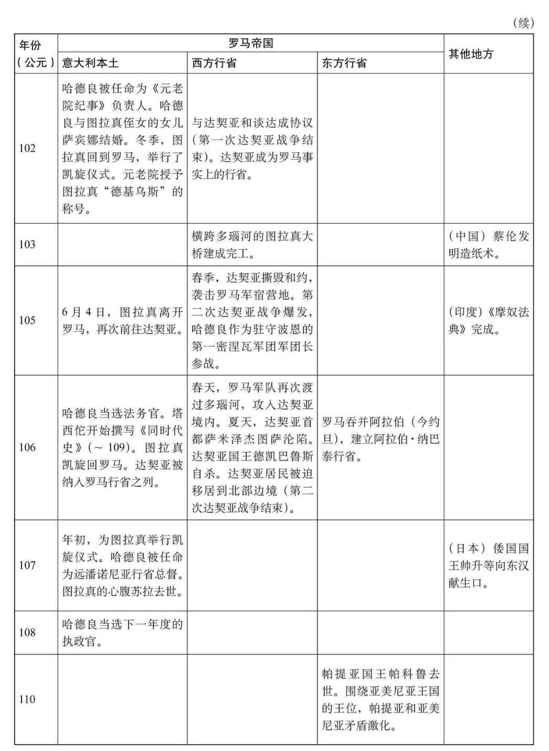 （续）
年份
（公元）
罗马帝国
其他地方
意大利本土
西方行省
东方行省
102
哈德良被任命为《元老
院纪事》负责人。哈德
良与图拉真侄女的女儿
萨宾娜结婚。冬季，图
拉真回到罗马，举行了
凯旋仪式。元老院授予
图拉真“德基乌斯”的
称号。
与达契亚和谈达成协议
（第一次达契亚战争结
束）。达契亚成为罗马事
实上的行省。
103
横跨多瑙河的图拉真大
桥建成完工。
（中国）蔡伦发
明造纸术。
105
6月4日，图拉真离开
罗马，再次前往达契亚。
春季，达契亚撕毁和约，
袭击罗马军宿营地。第
二次达契亚战争爆发，
哈德良作为驻守波恩的
第一密涅瓦军团军团长
参战。
（印度）《摩奴法
典》完成。
106
哈德良当选法务官。塔
西佗开始撰写《同时代
史》（～109）。图拉真
凯旋回罗马。达契亚被
纳入罗马行省之列。
春天，罗马军队再次渡
过多瑙河，攻入达契亚
境内。夏天，达契亚首
都萨米泽杰图萨沦陷。
达契亚国王德凯巴鲁斯
自杀。达契亚居民被迫
移居到北部边境（第二
次达契亚战争结束）。
罗马吞并阿拉伯（今约
旦），建立阿拉伯·纳巴
泰行省。
107
年初，为图拉真举行凯
旋仪式。哈德良被任命
为远潘诺尼亚行省总督。
图拉真的心腹苏拉去世。
（日本）倭国国
王帅升等向东汉
献生口。
108
哈德良当选下一年度的
执政官。
110
帕提亚国王帕科鲁去
世。围绕亚美尼亚王国
的王位，帕提亚和亚美
尼亚矛盾激化。